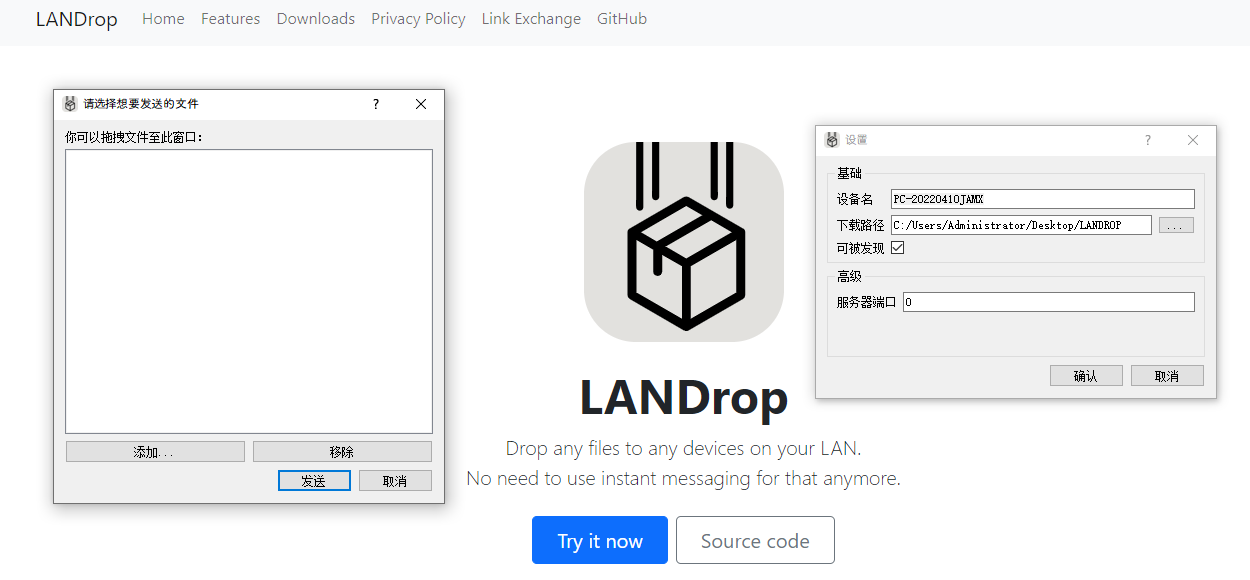 LANDrop Home Features Downloads Privacy Policy Link Exchange GitHub
请选择想要发送的文件 ?
你可以拖拽文件至此窗口：
添加... 移除
发送 取消
设置 ?
基础
设备名 PC-20220410JAMX
下载路径 C:/Users/Administrator/Desktop/LANDROP ...
可被发现
高级
服务器端口 0
确认 取消
LANDrop
Drop any files to any devices on your LAN.
No need to use instant messaging for that anymore.
Try it now Source code